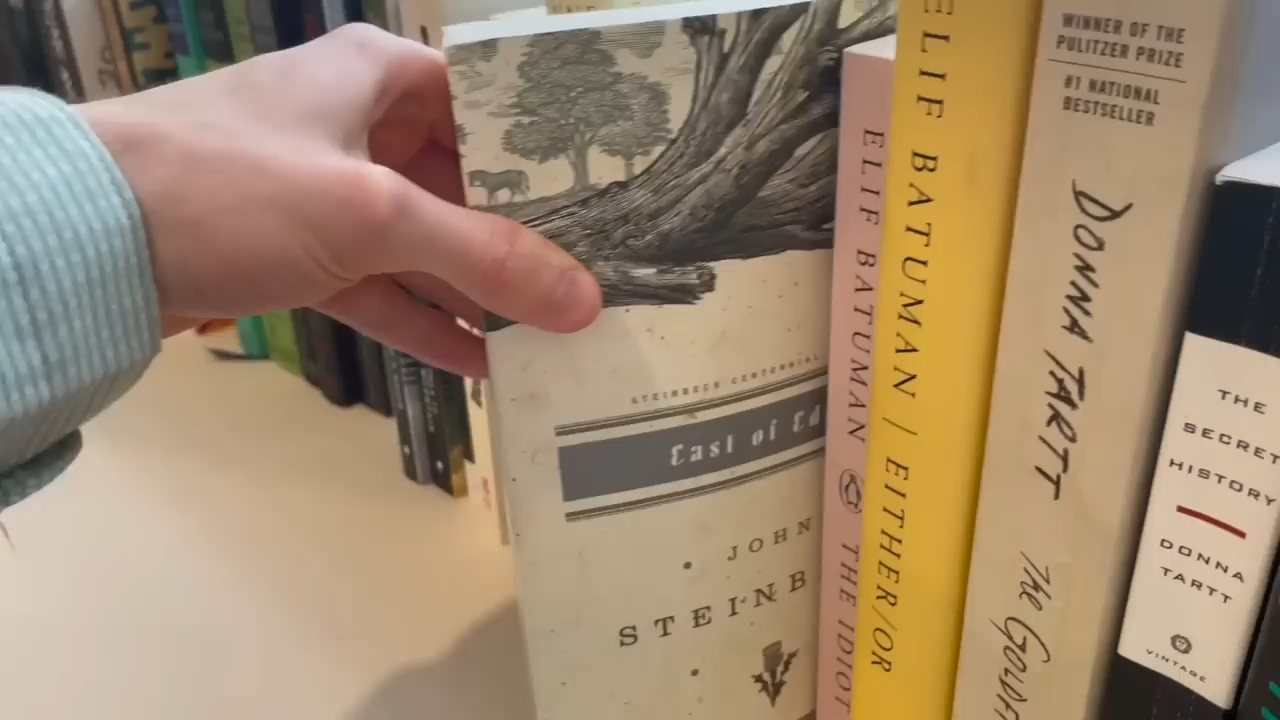 STEINBECK CENTENNIAL
East of Ed
JOHN
STEINB
ELIF BATUMAN THE IDIOT
ELIF BATUMAN / EITHER/OR
WINNER OF THE
PULITZER PRIZE
#1 NATIONAL
BESTSELLER
DONNA TARTT The GOLDF
THE
SECRET
HISTORY
DONNA
TARTT
VINTAGE